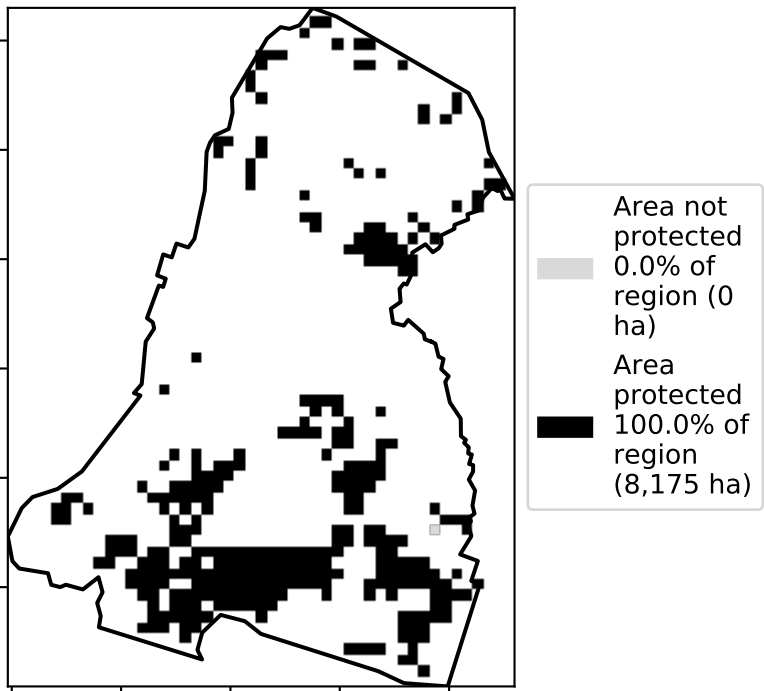 Area not
protected
0.0% of
region (0
ha)
Area
protected
100.0% of
region
(8,175 ha)